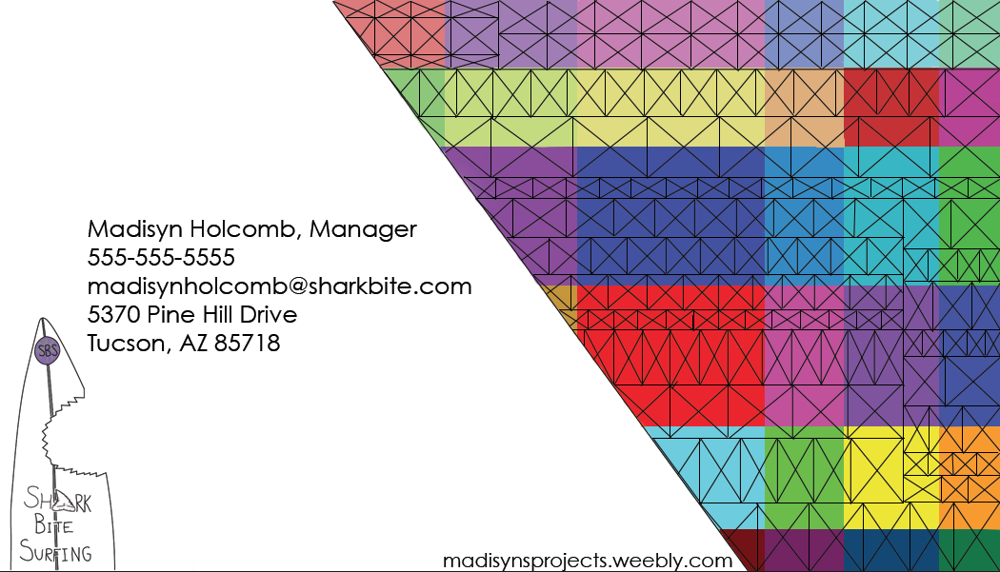 Madisyn Holcomb, Manager
555-555-5555
madisynholcomb@sharkbite.com
5370 Pine Hill Drive
Tucson, AZ 85718
SBS
SHARK
BITE
SURFING
madisynsprojects.weebly.com